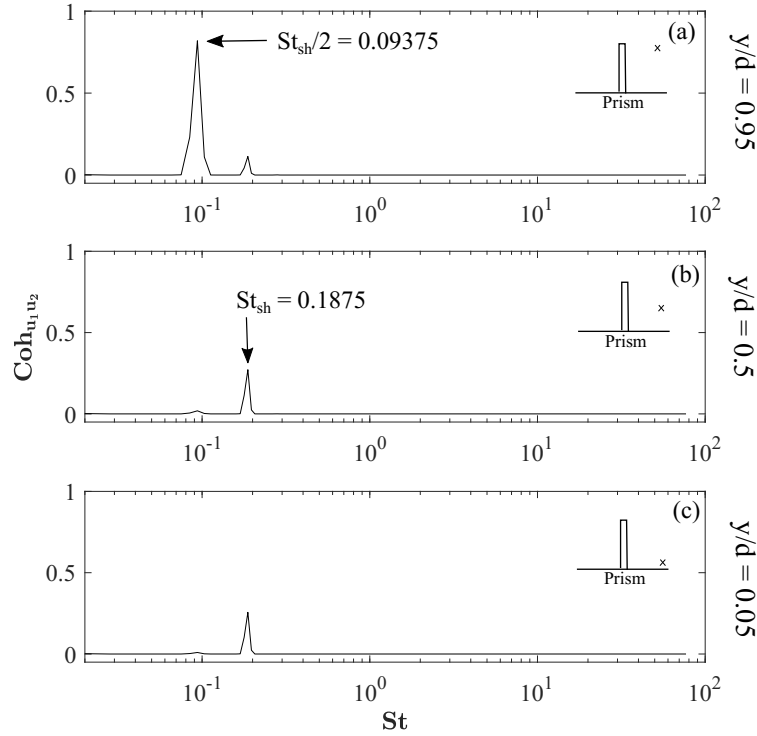 1
(a)
St_sh/2 = 0.09375
0.5
Prism
0
10^-1 10^0 10^1 10^2
y/d = 0.95
1
(b)
St_sh = 0.1875
0.5
Prism
0
10^-1 10^0 10^1 10^2
y/d = 0.5
Coh_u1u2
1
(c)
0.5
Prism
0
10^-1 10^0 10^1 10^2
y/d = 0.05
St